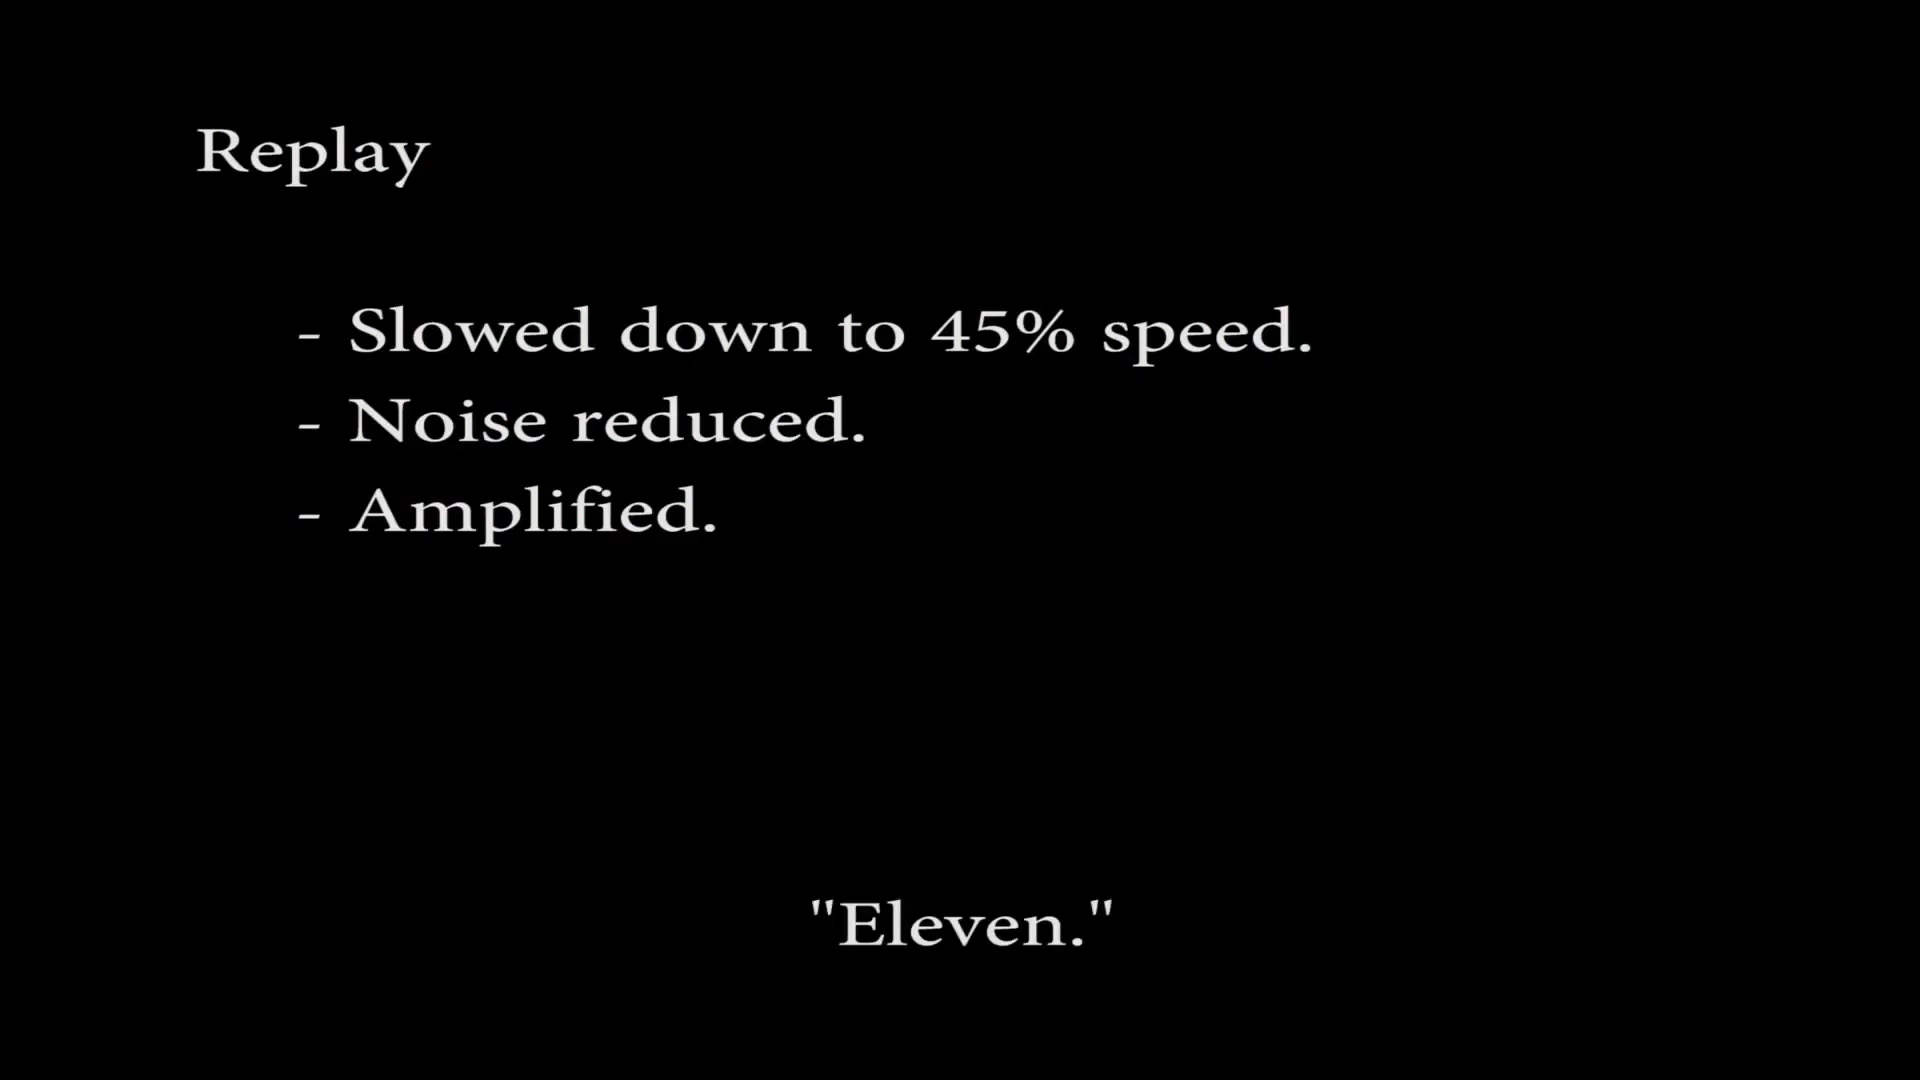 Replay
- Slowed down to 45% speed.
- Noise reduced.
- Amplified.
"Eleven."